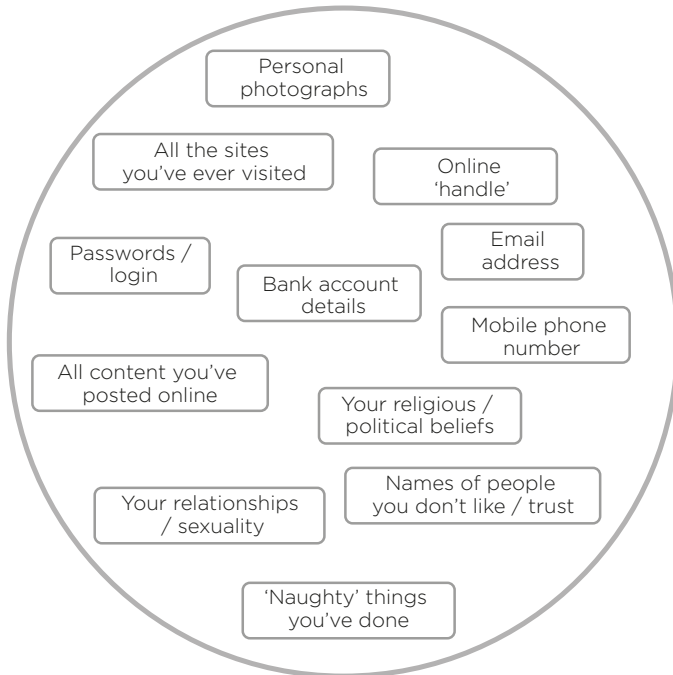 Personal
photographs
All the sites
you've ever visited
Online
'handle'
Email
address
Passwords /
login
Bank account
details
Mobile phone
number
All content you've
posted online
Your religious /
political beliefs
Names of people
you don't like / trust
Your relationships
/ sexuality
'Naughty' things
you've done